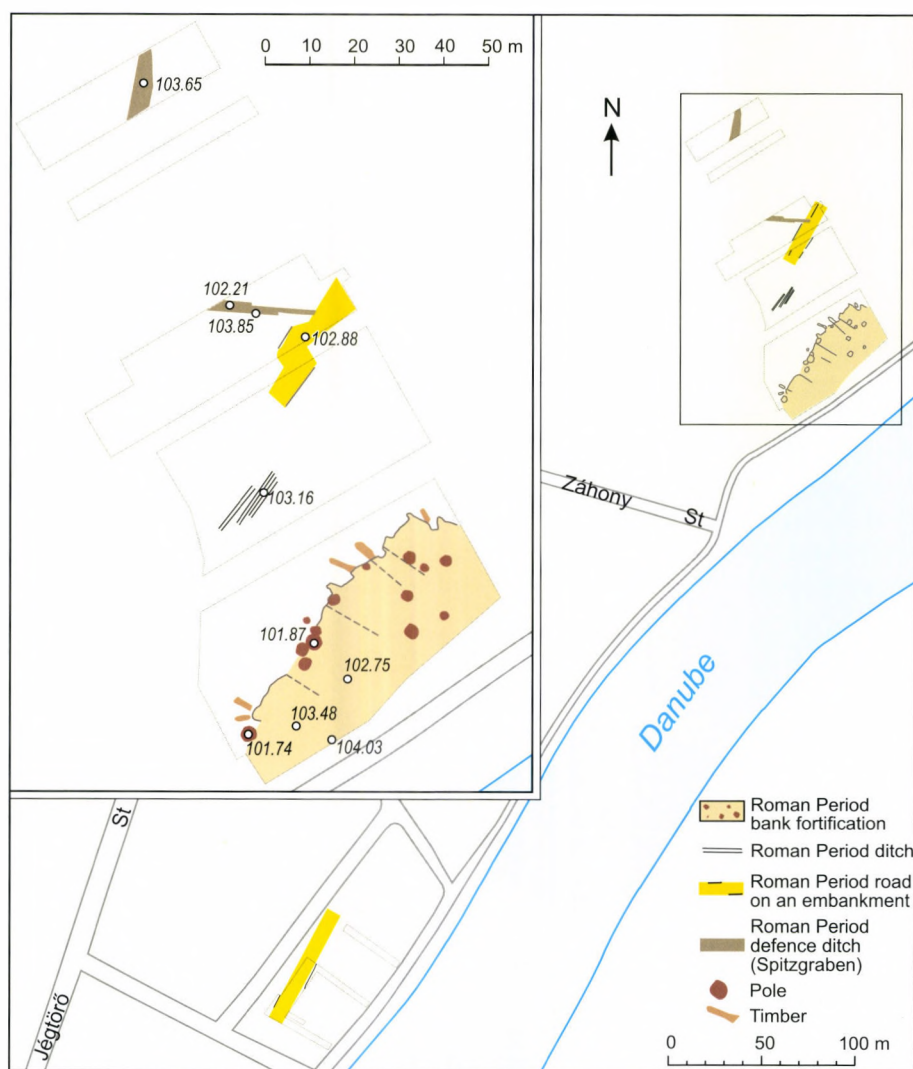 0 10 20 30 40 50 m
103.65
N
102.21
103.85
102.88
103.16
101.87
102.75
103.48
101.74
104.03
Záhony St
Danube
St
Jégtörő
Roman Period
bank fortification
Roman Period ditch
Roman Period road
on an embankment
Roman Period
defence ditch
(Spitzgraben)
Pole
Timber
0 50 100 m